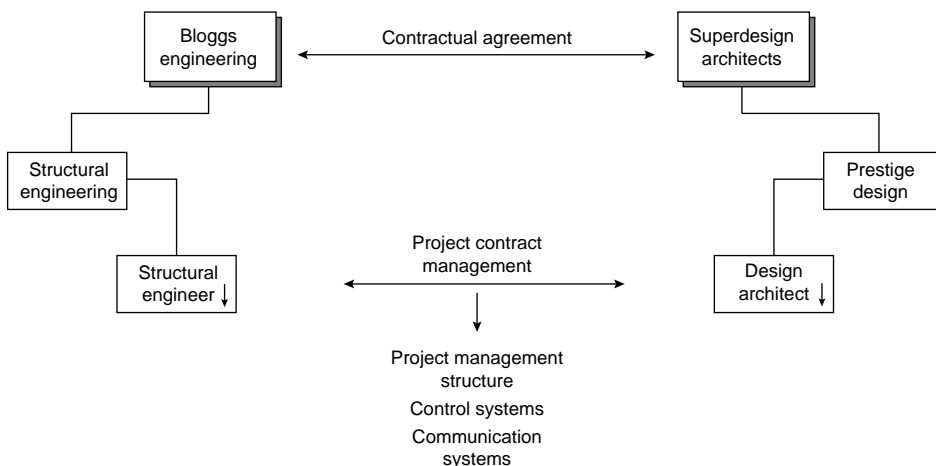 Bloggs
engineering
Contractual agreement
Superdesign
architects
Structural
engineering
Prestige
design
Structural
engineer
Project contract
management
Design
architect
Project management
structure
Control systems
Communication
systems